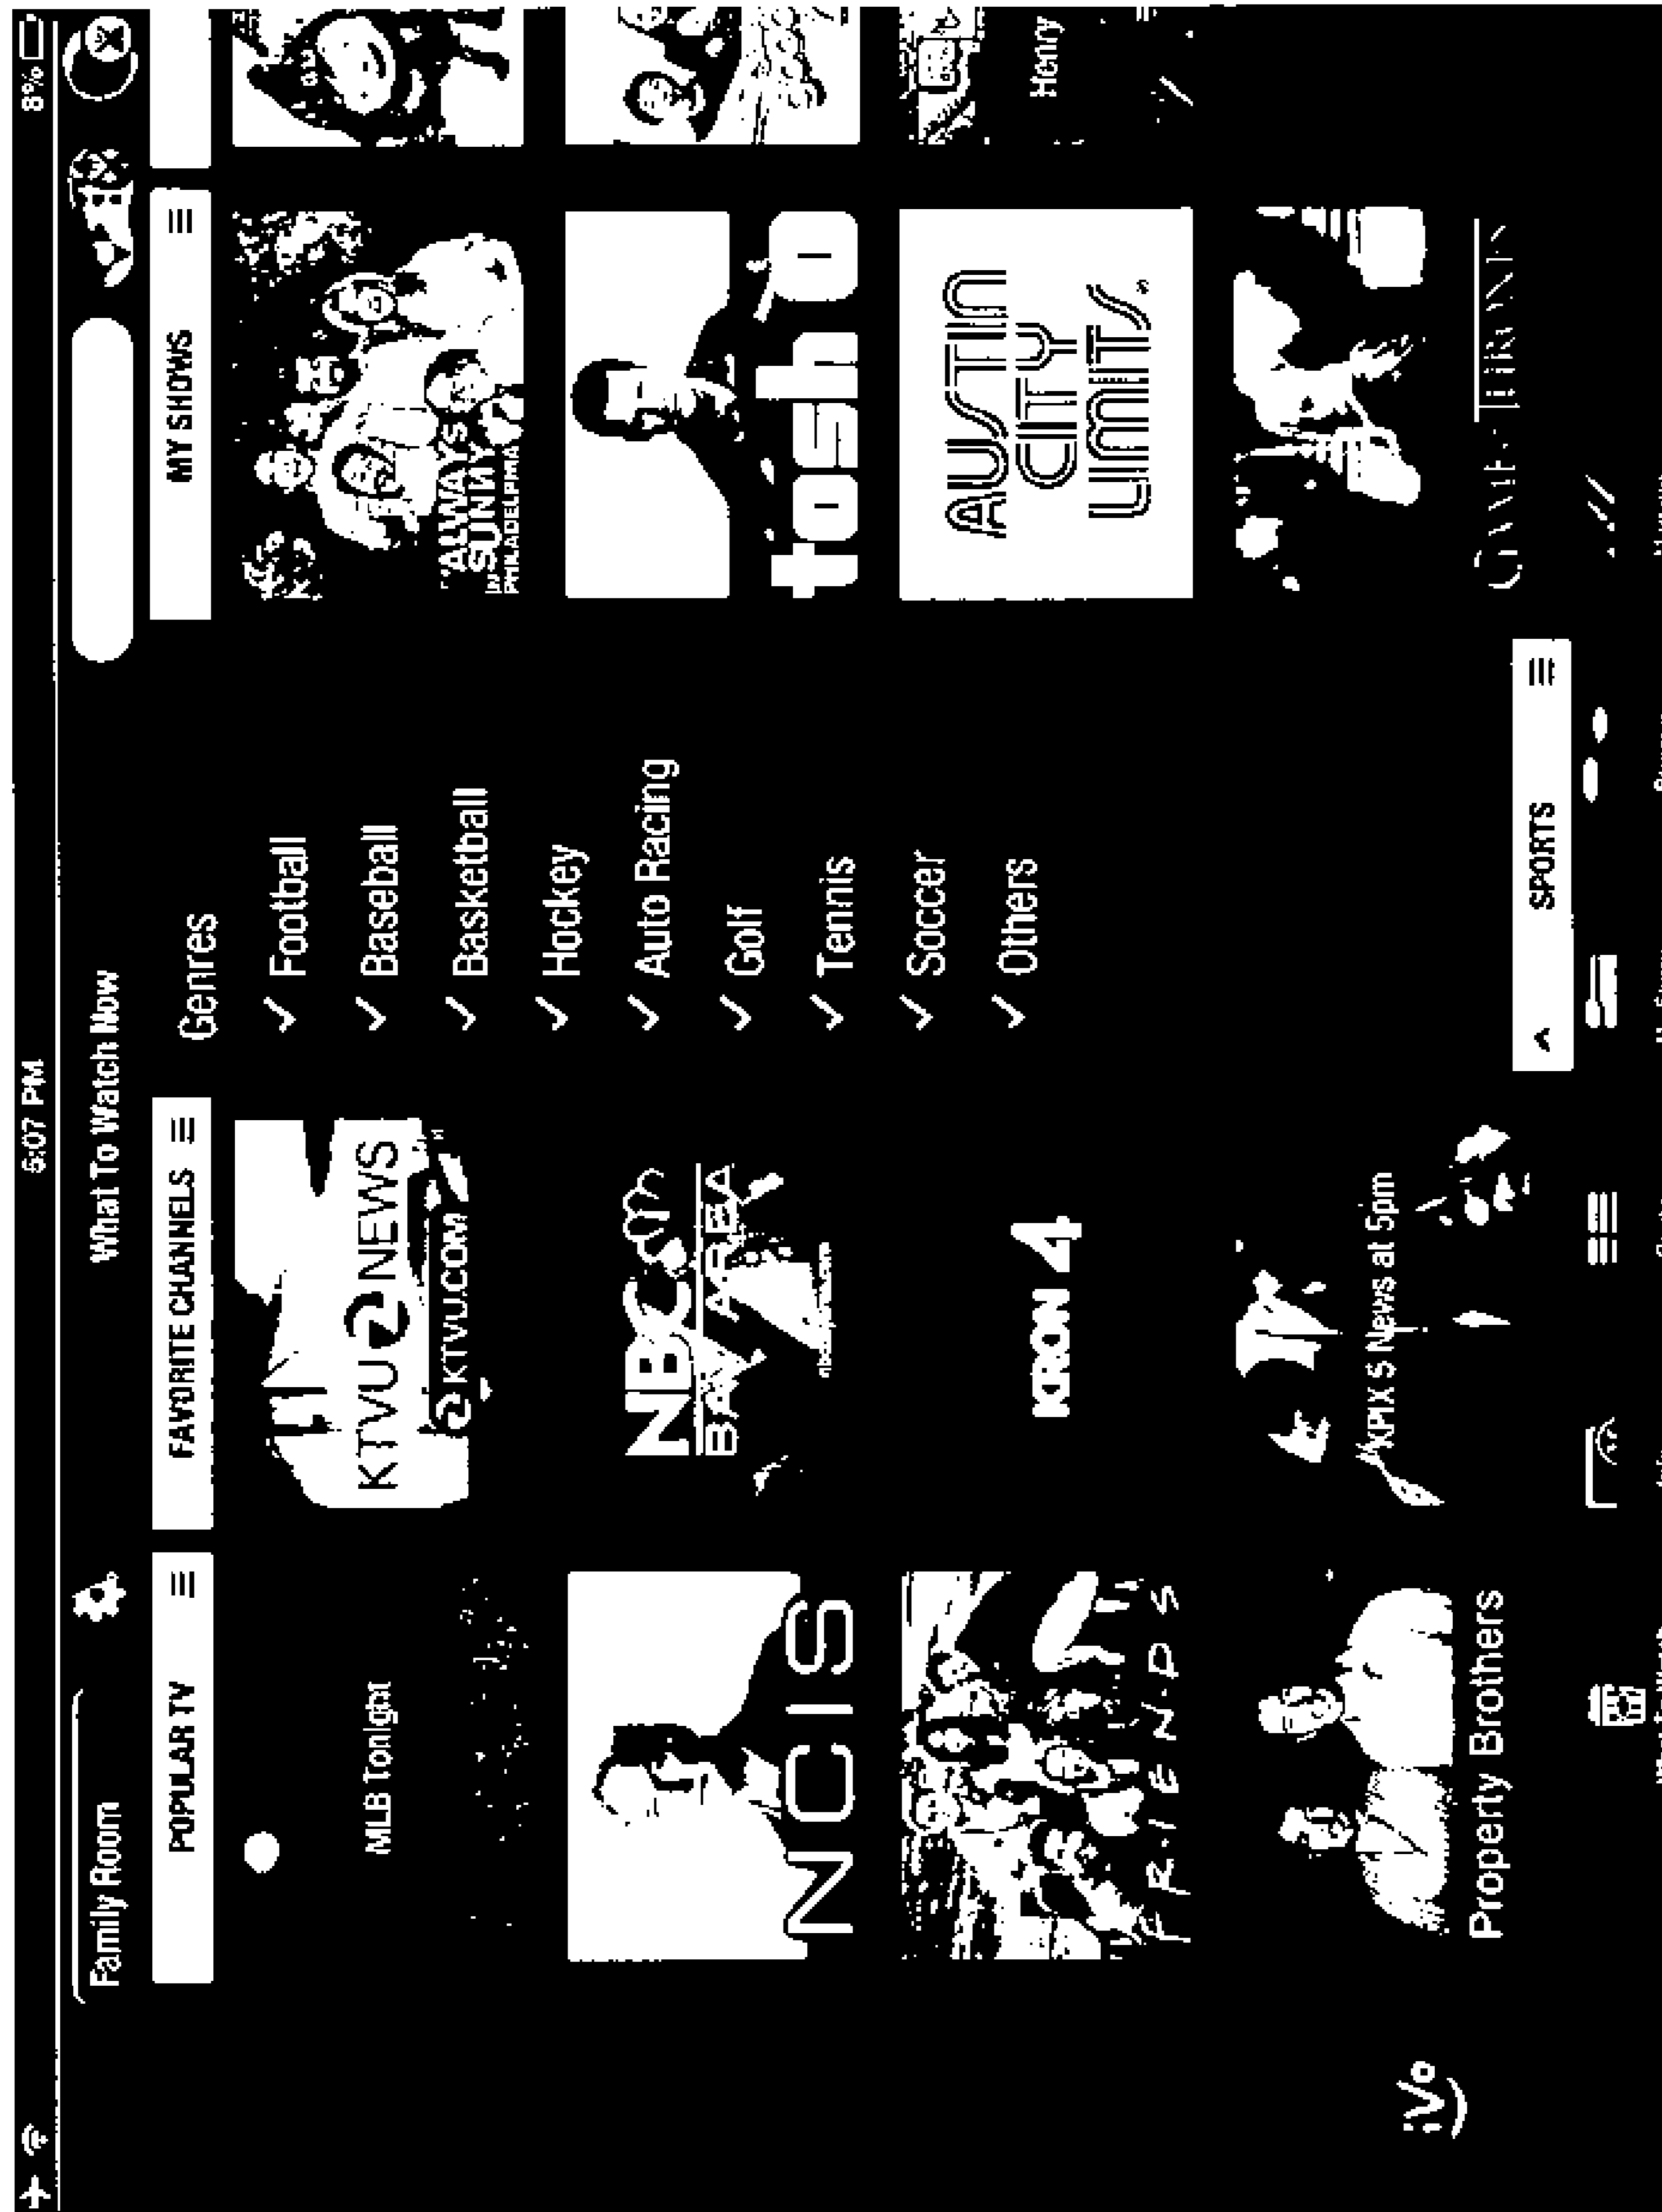 5:07 PM
8%
Family Room
What To Watch Now
POPULAR TV
MLB Tonight
NCIS
F·R·I·E·N·D·S
Property Brothers
FAVORITE CHANNELS
KTVU 2 NEWS
2 KTVU.COM
NBC
BAY AREA
KRON 4
KPIX 5 News at 5pm
Genres
✓ Football
✓ Baseball
✓ Basketball
✓ Hockey
✓ Auto Racing
✓ Golf
✓ Tennis
✓ Soccer
✓ Others
SPORTS
MY SHOWS
ALWAYS
SUNNY
IN PHILADELPHIA
tosh.0
AUSTIN
CITY
LIMITS
Henry